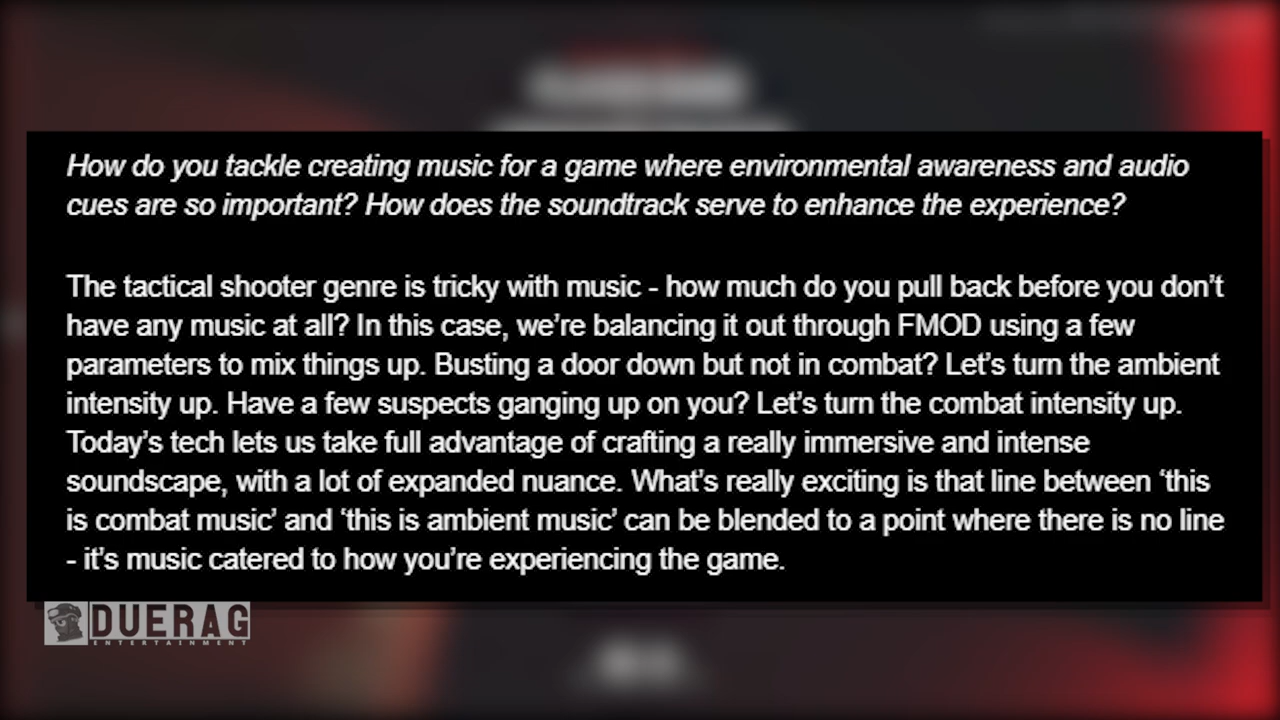 How do you tackle creating music for a game where environmental awareness and audio
cues are so important? How does the soundtrack serve to enhance the experience?
The tactical shooter genre is tricky with music - how much do you pull back before you don’t
have any music at all? In this case, we’re balancing it out through FMOD using a few
parameters to mix things up. Busting a door down but not in combat? Let’s turn the ambient
intensity up. Have a few suspects ganging up on you? Let’s turn the combat intensity up.
Today’s tech lets us take full advantage of crafting a really immersive and intense
soundscape, with a lot of expanded nuance. What’s really exciting is that line between ‘this
is combat music’ and ‘this is ambient music’ can be blended to a point where there is no line
- it’s music catered to how you’re experiencing the game.
DUERAG
ENTERTAINMENT